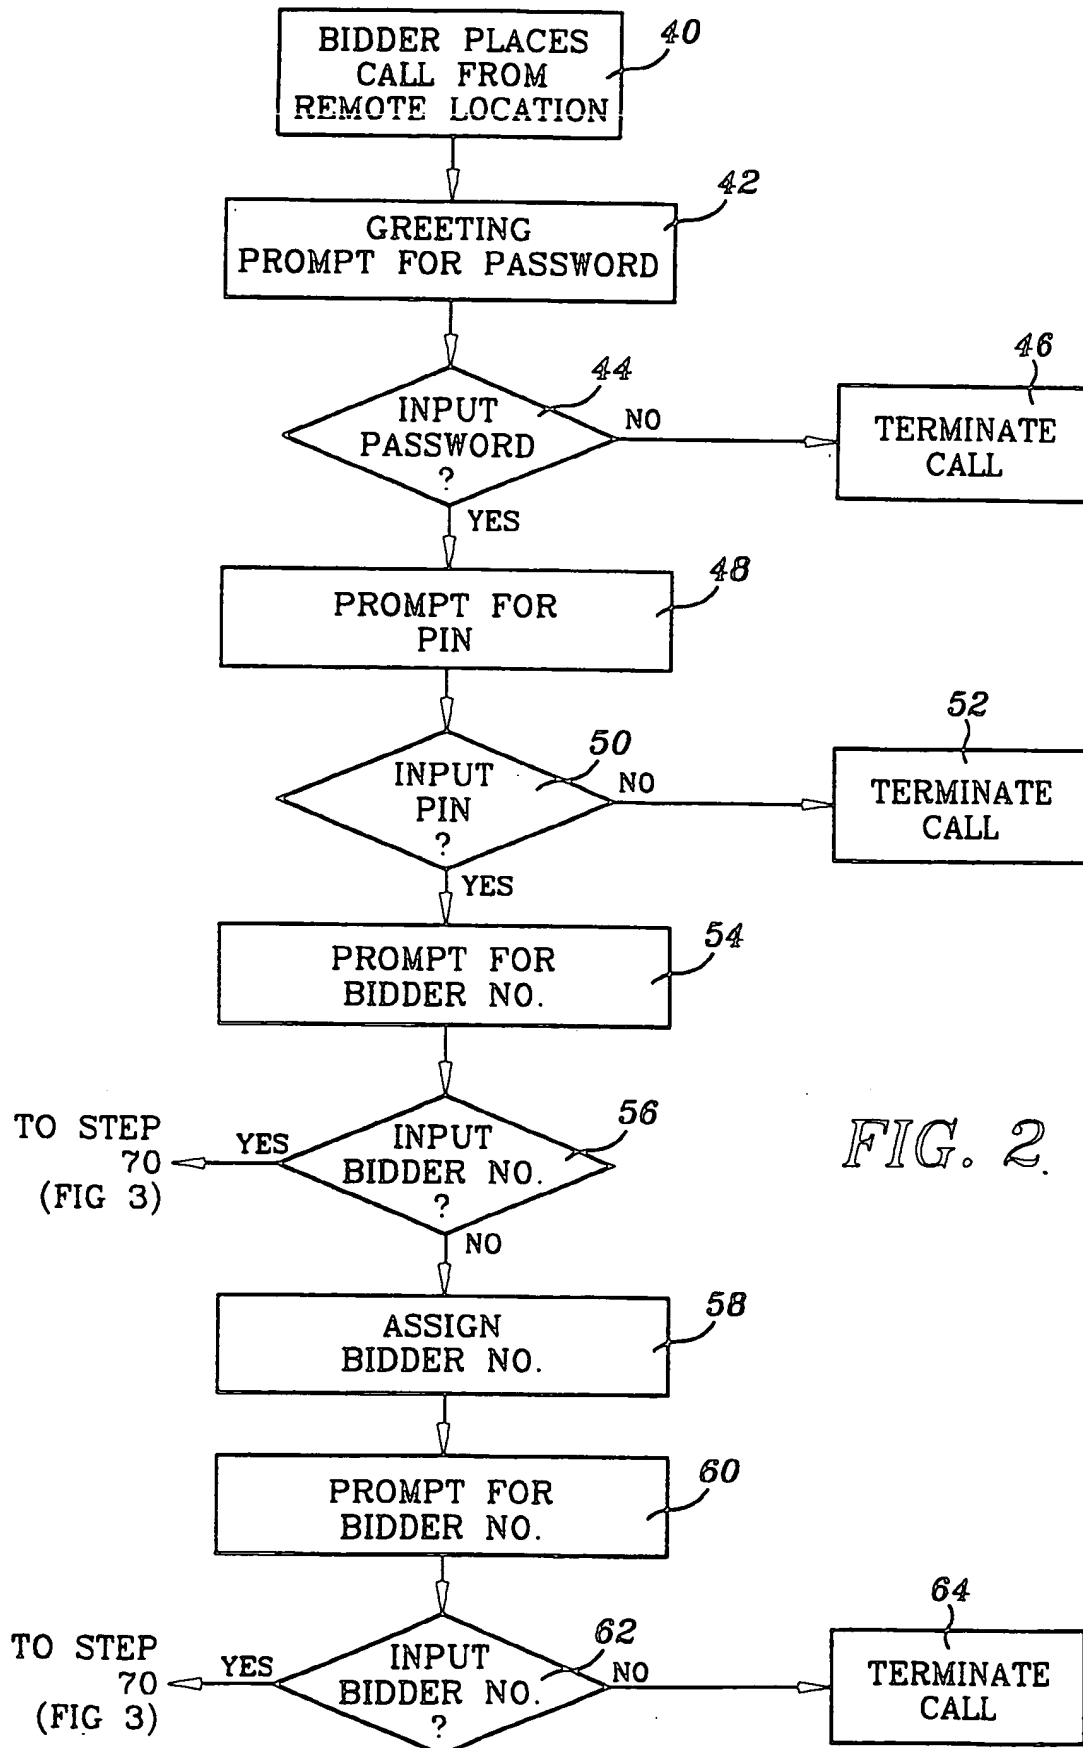 BIDDER PLACES
CALL FROM
REMOTE LOCATION
40
GREETING
PROMPT FOR PASSWORD
42
INPUT
PASSWORD
?
44
NO
TERMINATE
CALL
46
YES
PROMPT FOR
PIN
48
INPUT
PIN
?
50
NO
TERMINATE
CALL
52
YES
PROMPT FOR
BIDDER NO.
54
INPUT
BIDDER NO.
?
56
YES
TO STEP
70
(FIG 3)
FIG. 2.
NO
ASSIGN
BIDDER NO.
58
PROMPT FOR
BIDDER NO.
60
INPUT
BIDDER NO.
?
62
YES
TO STEP
70
(FIG 3)
NO
TERMINATE
CALL
64